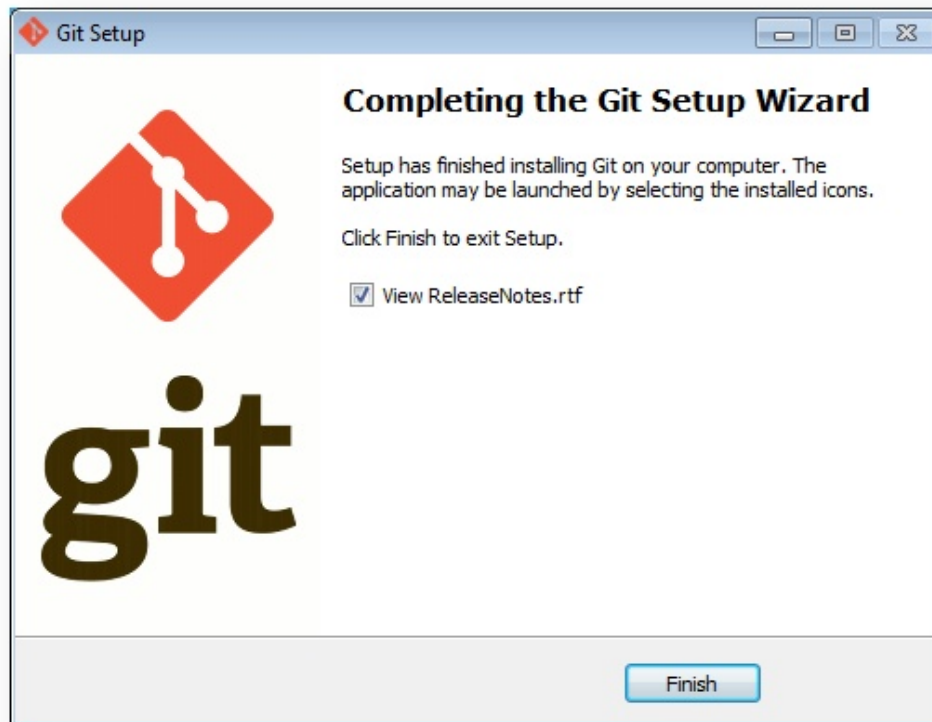 Git Setup
Completing the Git Setup Wizard
Setup has finished installing Git on your computer. The
application may be launched by selecting the installed icons.
Click Finish to exit Setup.
View ReleaseNotes.rtf
git
Finish